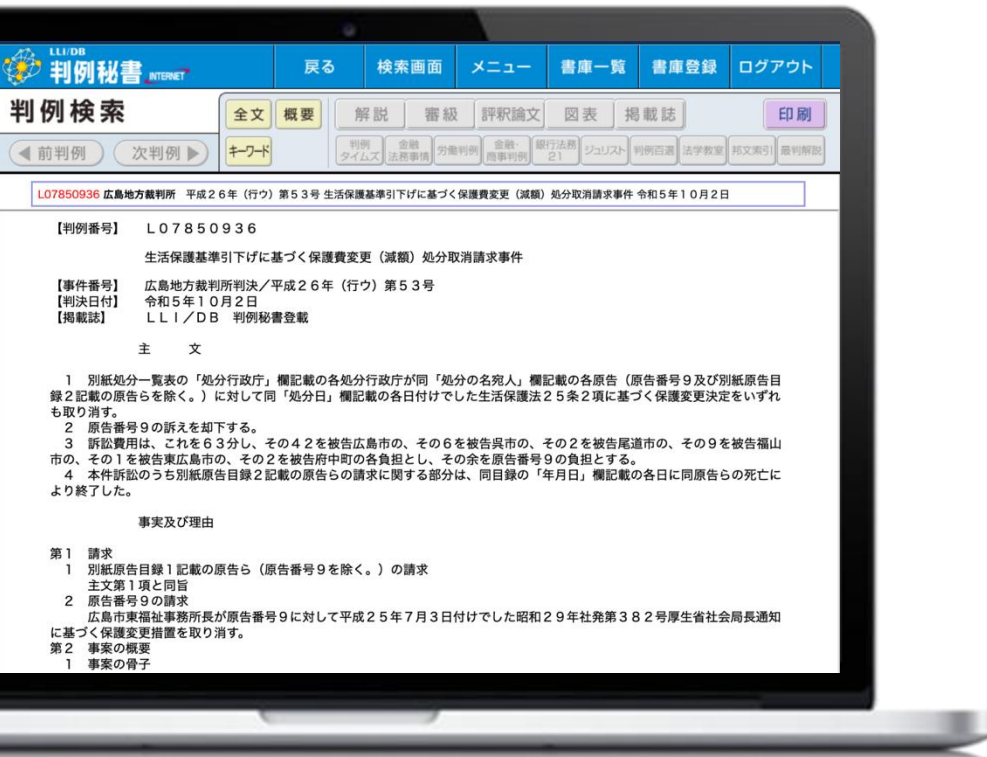 LLI/DB
判例秘書 INTERNET
戻る 検索画面 メニュー 書庫一覧 書庫登録 ログアウト
判例検索
全文 概要 解説 審級 評釈論文 図表 掲載誌 印刷
前判例 次判例 キーワード 判例タイムズ 金融法務事情 労働判例 金融・商事判例 銀行法務21 ジュリスト 判例百選 法学教室 邦文索引 最判解説
L07850936 広島地方裁判所 平成26年(行ウ)第53号 生活保護基準引下げに基づく保護費変更(減額)処分取消請求事件 令和5年10月2日
【判例番号】 L07850936
生活保護基準引下げに基づく保護費変更(減額)処分取消請求事件
【事件番号】 広島地方裁判所判決/平成26年(行ウ)第53号
【判決日付】 令和5年10月2日
【掲載誌】 LLI/DB 判例秘書登載
主 文
1 別紙処分一覧表の「処分行政庁」欄記載の各処分行政庁が同「処分の名宛人」欄記載の各原告(原告番号9及び別紙原告目
録2記載の原告らを除く。)に対して同「処分日」欄記載の各日付けでした生活保護法25条2項に基づく保護変更決定をいずれ
も取り消す。
2 原告番号9の訴えを却下する。
3 訴訟費用は、これを63分し、その42を被告広島市の、その6を被告呉市の、その2を被告尾道市の、その9を被告福山
市の、その1を被告東広島市の、その2を被告府中町の各負担とし、その余を原告番号9の負担とする。
4 本件訴訟のうち別紙原告目録2記載の原告らの請求に関する部分は、同目録の「年月日」欄記載の各日に同原告らの死亡に
より終了した。
事実及び理由
第1 請求
1 別紙原告目録1記載の原告ら(原告番号9を除く。)の請求
主文第1項と同旨
2 原告番号9の請求
広島市東福祉事務所長が原告番号9に対して平成25年7月3日付けでした昭和29年社発第382号厚生省社会局長通知
に基づく保護変更措置を取り消す。
第2 事案の概要
1 事案の骨子